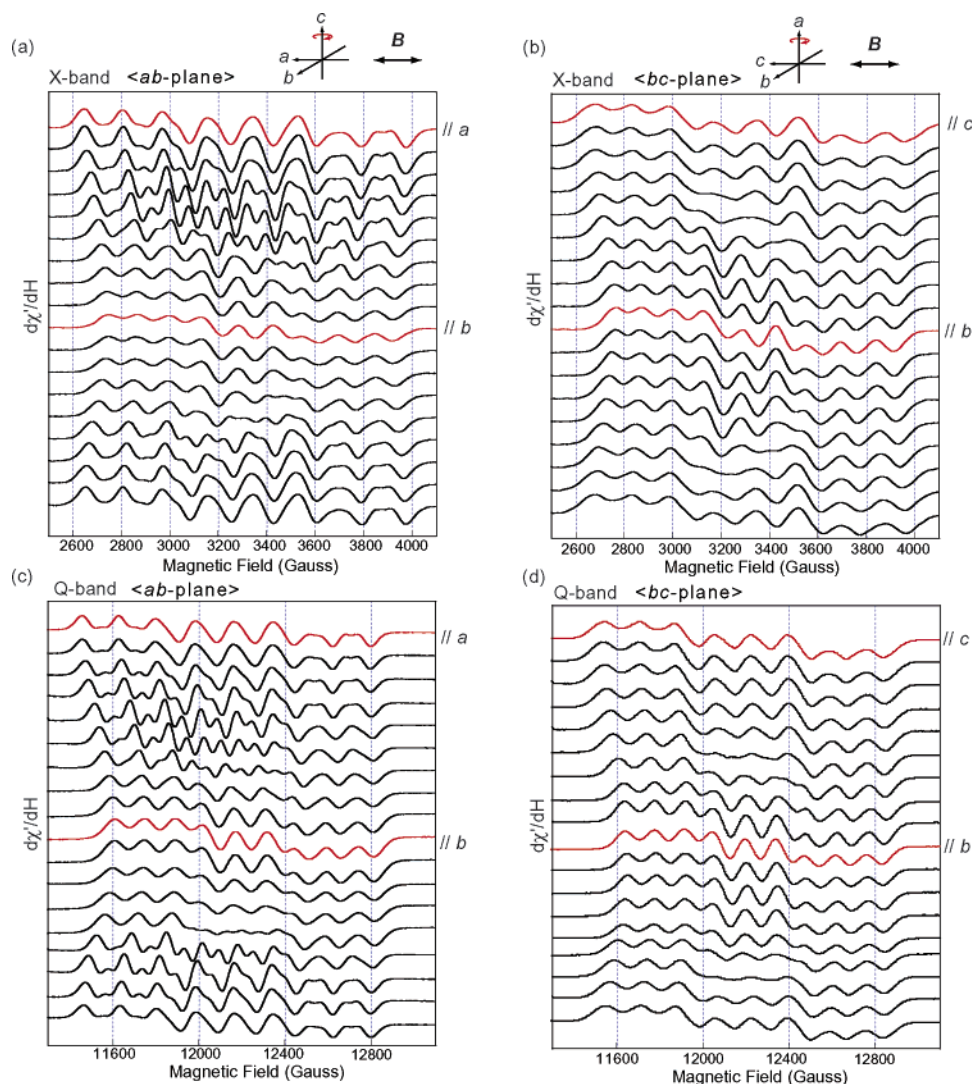 (a)
c
a
b
B
X-band <ab-plane>
// a
// b
dχ'/dH
2600 2800 3000 3200 3400 3600 3800 4000
Magnetic Field (Gauss)
(b)
a
c
b
B
X-band <bc-plane>
// c
// b
dχ'/dH
2600 2800 3000 3200 3400 3600 3800 4000
Magnetic Field (Gauss)
(c)
Q-band <ab-plane>
// a
// b
dχ'/dH
11600 12000 12400 12800
Magnetic Field (Gauss)
(d)
Q-band <bc-plane>
// c
// b
dχ'/dH
11600 12000 12400 12800
Magnetic Field (Gauss)